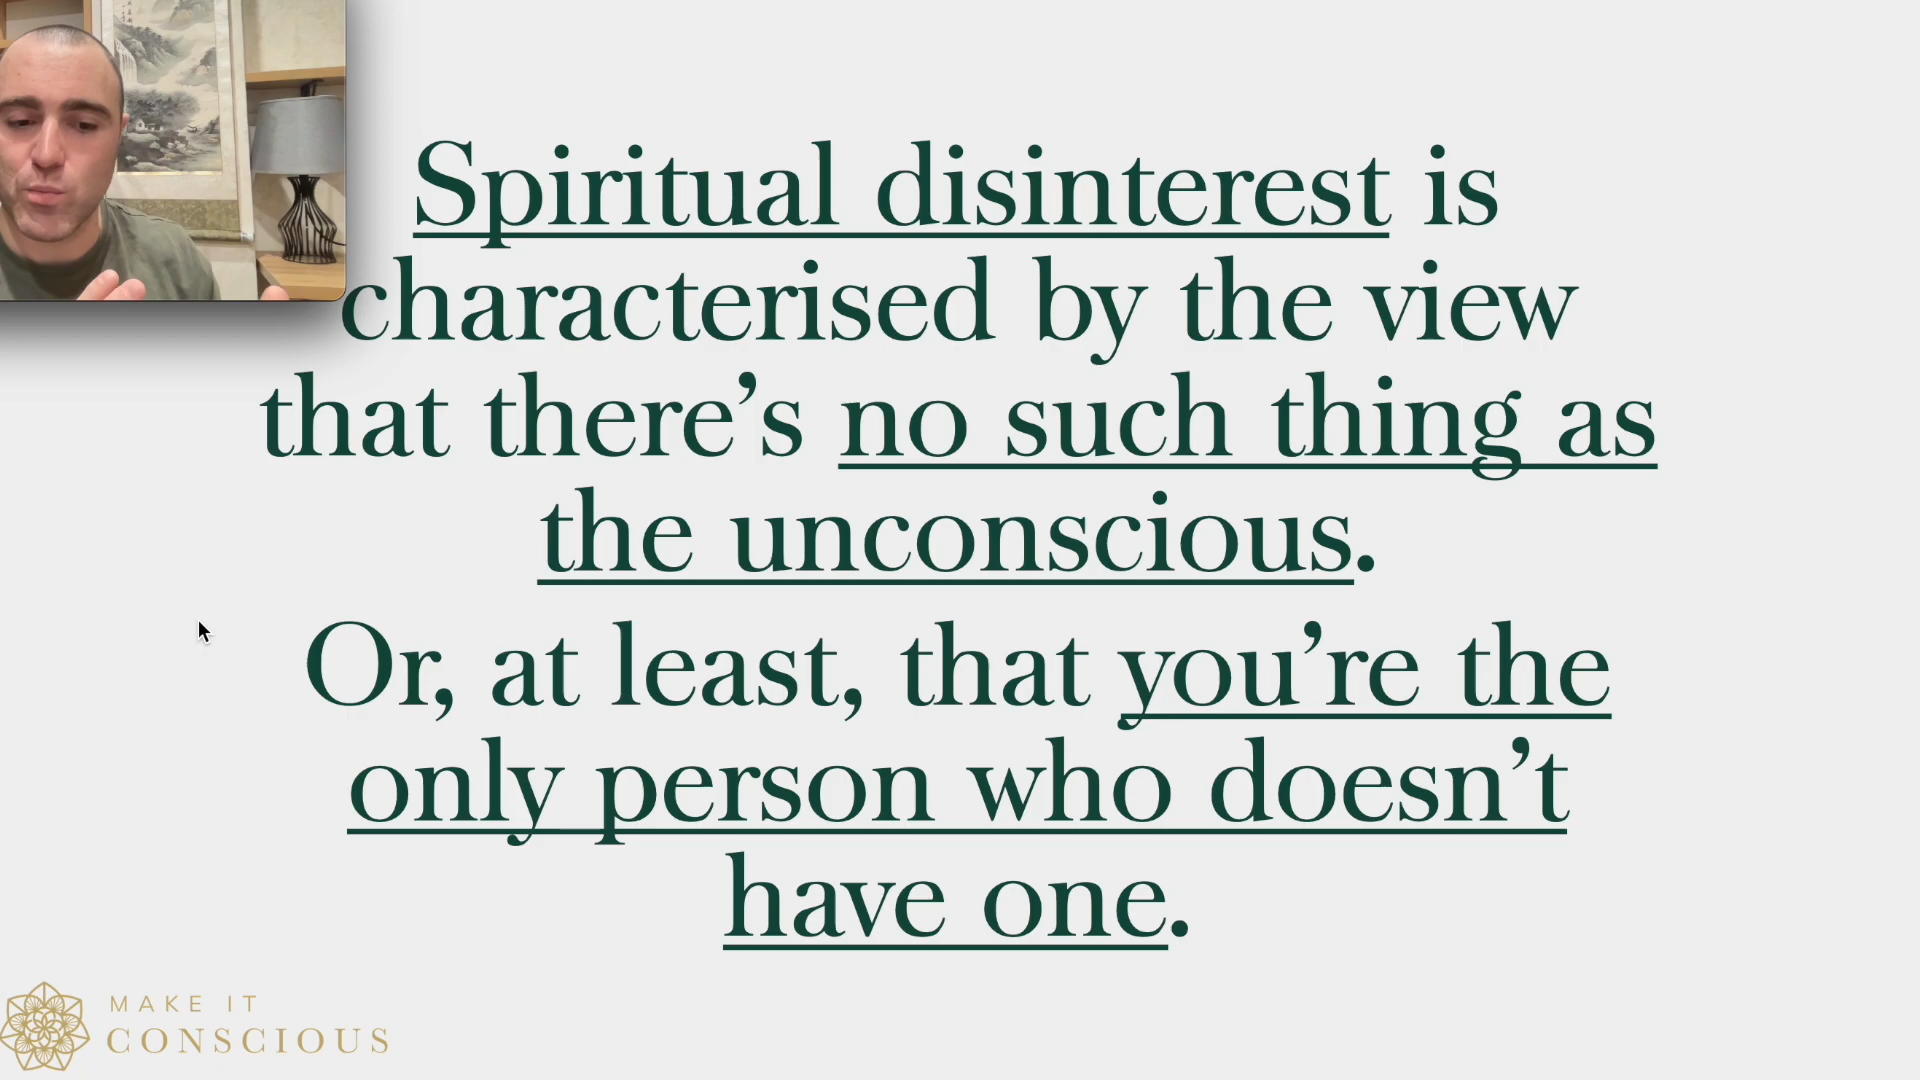 Spiritual disinterest is
characterised by the view
that there’s no such thing as
the unconscious.
Or, at least, that you’re the
only person who doesn’t
have one.
MAKE IT
CONSCIOUS